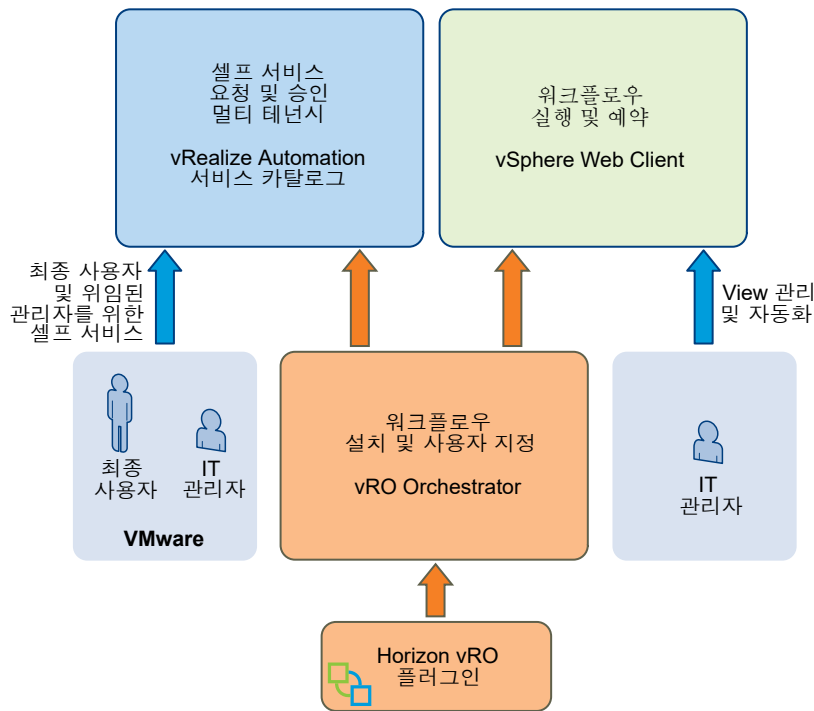 셀프 서비스
요청 및 승인
멀티 테넌시
vRealize Automation
서비스 카탈로그
워크플로우
실행 및 예약
vSphere Web Client
최종 사용자
및 위임된
관리자를 위한
셀프 서비스
View 관리
및 자동화
최종
사용자
IT
관리자
VMware
워크플로우
설치 및 사용자 지정
vRO Orchestrator
IT
관리자
Horizon vRO
플러그인